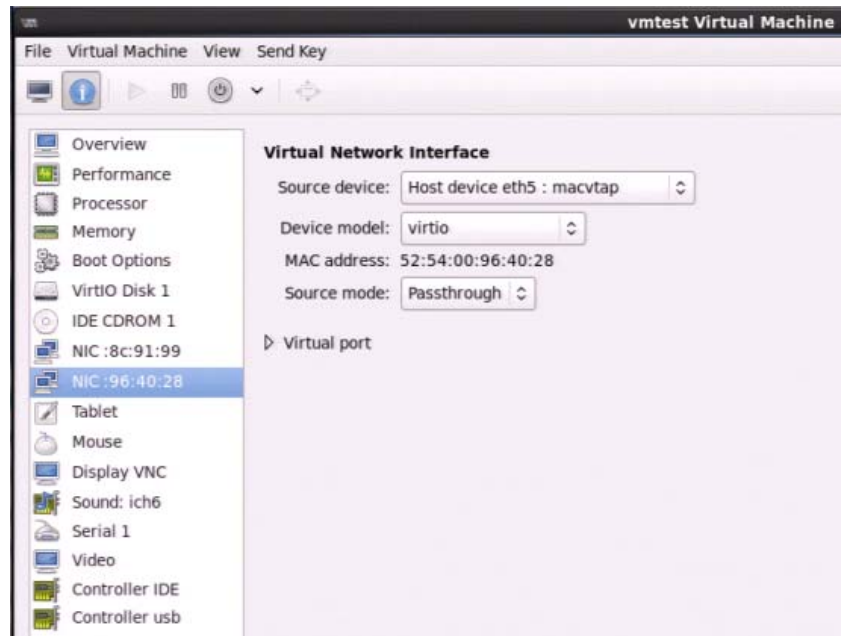 vmtest Virtual Machine
File Virtual Machine View Send Key
Overview
Performance
Processor
Memory
Boot Options
VirtIO Disk 1
IDE CDROM 1
NIC :8c:91:99
NIC :96:40:28
Tablet
Mouse
Display VNC
Sound: ich6
Serial 1
Video
Controller IDE
Controller usb
Virtual Network Interface
Source device: Host device eth5 : macvtap
Device model: virtio
MAC address: 52:54:00:96:40:28
Source mode: Passthrough
Virtual port